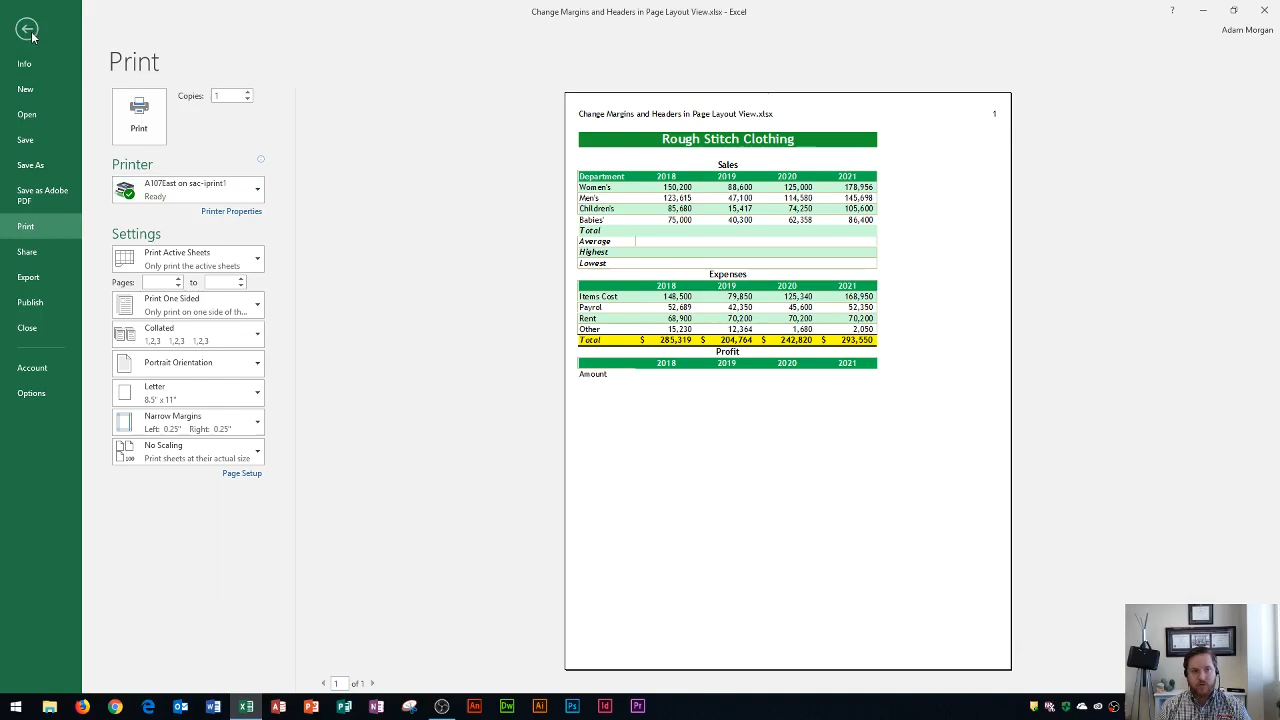 Change Margins and Headers in Page Layout View.xlsx - Excel
?
Adam Morgan
Info
New
Open
Save
Save As
Save as Adobe
PDF
Print
Share
Export
Publish
Close
Account
Options
Print
Print
Copies: 1
Printer
A107East on sac-iprint1
Ready
Printer Properties
Settings
Print Active Sheets
Only print the active sheets
Pages: to
Print One Sided
Only print on one side of th...
Collated
1,2,3 1,2,3 1,2,3
Portrait Orientation
Letter
8.5" x 11"
Narrow Margins
Left: 0.25" Right: 0.25"
No Scaling
Print sheets at their actual size
100
Page Setup
Change Margins and Headers in Page Layout View.xlsx 1
Rough Stitch Clothing
Sales
Department 2018 2019 2020 2021
Women's 150,200 88,600 125,000 178,956
Men's 123,615 47,100 114,580 145,698
Children's 85,680 15,417 74,250 105,600
Babies' 75,000 40,300 62,358 86,400
Total
Average
Highest
Lowest
Expenses
2018 2019 2020 2021
Items Cost 148,500 79,850 125,340 168,950
Payrol 52,689 42,350 45,600 52,350
Rent 68,900 70,200 70,200 70,200
Other 15,230 12,364 1,680 2,050
Total $ 285,319 $ 204,764 $ 242,820 $ 293,550
Profit
2018 2019 2020 2021
Amount
1 of 1
An Dw Ai Ps Id Pr